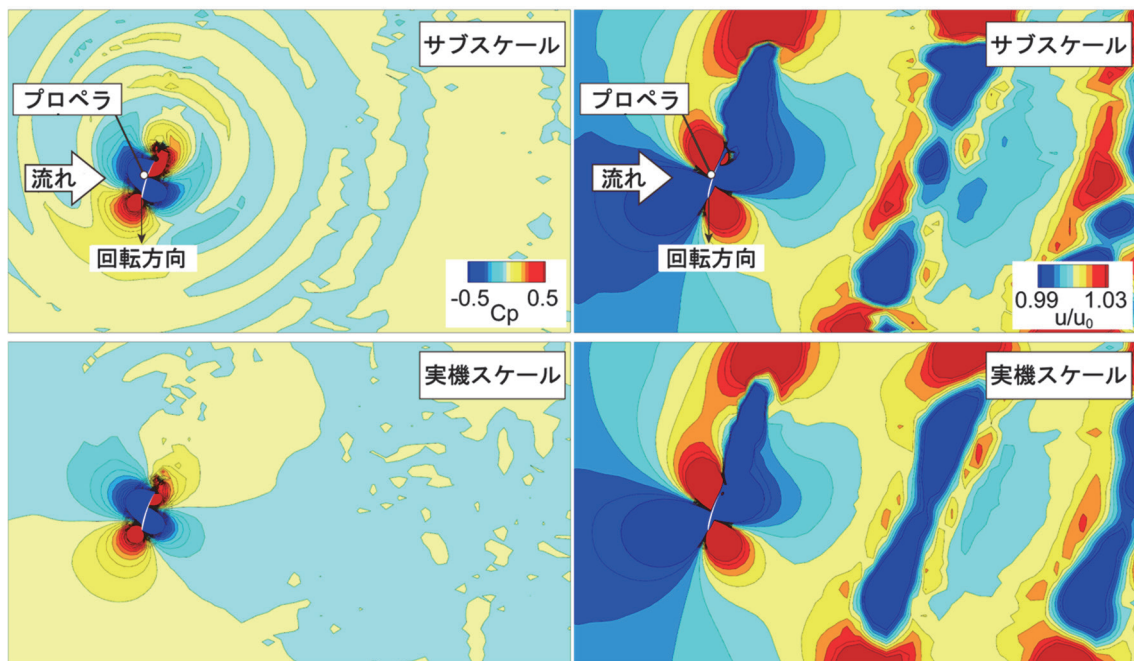 サブスケール
プロペラ
流れ
回転方向
-0.5 0.5
Cp
サブスケール
プロペラ
流れ
回転方向
0.99 1.03
u/u₀
実機スケール
実機スケール